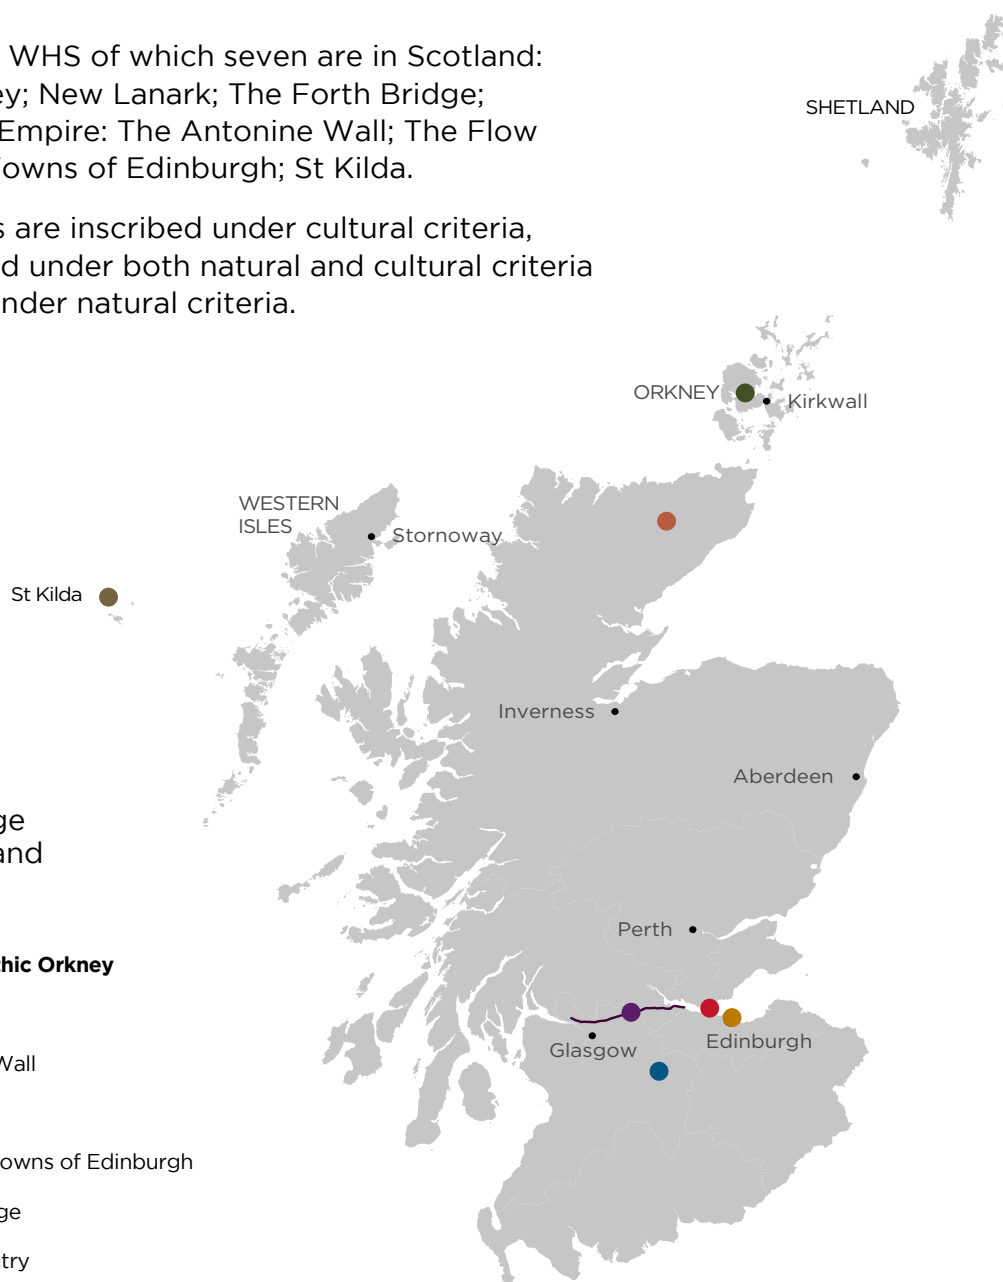 WHS of which seven are in Scotland:
ey; New Lanark; The Forth Bridge;
Empire: The Antonine Wall; The Flow
owns of Edinburgh; St Kilda.
s are inscribed under cultural criteria,
d under both natural and cultural criteria
nder natural criteria.
SHETLAND
ORKNEY
Kirkwall
WESTERN
ISLES
Stornoway
St Kilda
Inverness
Aberdeen
ge
and
Perth
thic Orkney
Edinburgh
Glasgow
Wall
owns of Edinburgh
ge
ntry